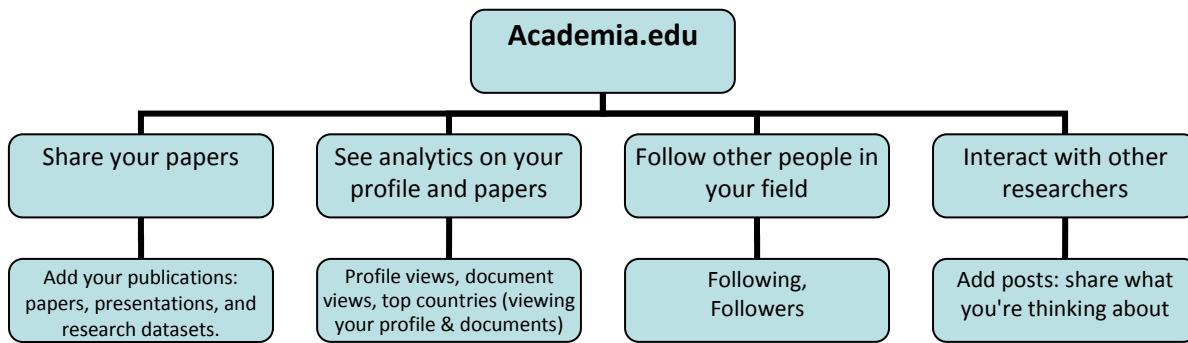 Academia.edu
Share your papers
See analytics on your
profile and papers
Follow other people in
your field
Interact with other
researchers
Add your publications:
papers, presentations, and
research datasets.
Profile views, document
views, top countries (viewing
your profile & documents)
Following,
Followers
Add posts: share what
you're thinking about